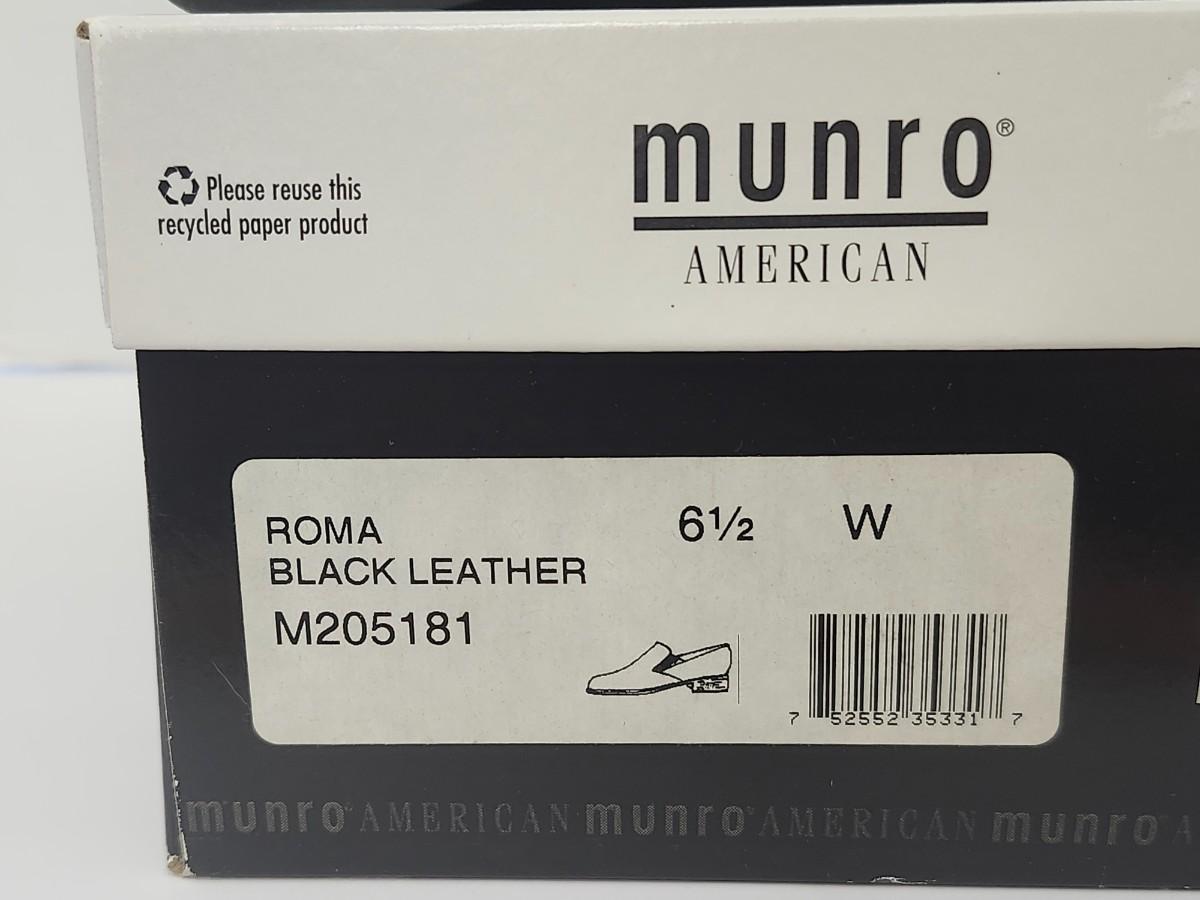 munro®
AMERICAN
Please reuse this
recycled paper product
ROMA 6½ W
BLACK LEATHER
M205181
7 52552 35331 7
munro® AMERICAN munro® AMERICAN munro® A